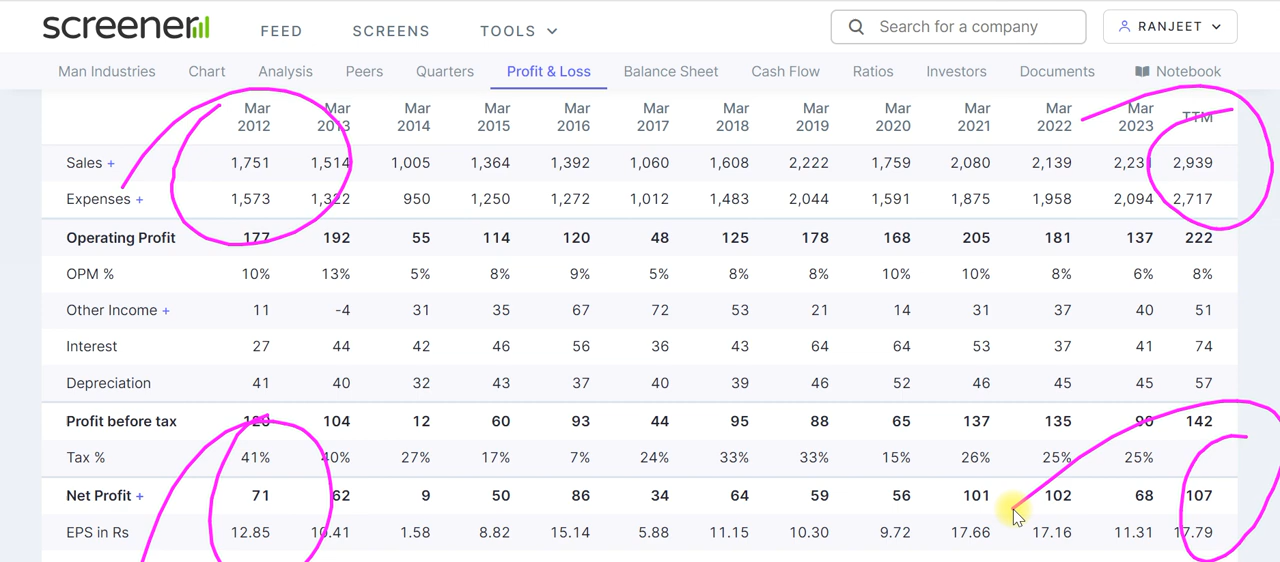 screener FEED SCREENS TOOLS Search for a company RANJEET
Man Industries Chart Analysis Peers Quarters Profit & Loss Balance Sheet Cash Flow Ratios Investors Documents Notebook
Mar 2012 Mar 2013 Mar 2014 Mar 2015 Mar 2016 Mar 2017 Mar 2018 Mar 2019 Mar 2020 Mar 2021 Mar 2022 Mar 2023 TTM
Sales + 1,751 1,514 1,005 1,364 1,392 1,060 1,608 2,222 1,759 2,080 2,139 2,231 2,939
Expenses + 1,573 1,322 950 1,250 1,272 1,012 1,483 2,044 1,591 1,875 1,958 2,094 2,717
Operating Profit 177 192 55 114 120 48 125 178 168 205 181 137 222
OPM % 10% 13% 5% 8% 9% 5% 8% 8% 10% 10% 8% 6% 8%
Other Income + 11 -4 31 35 67 72 53 21 14 31 37 40 51
Interest 27 44 42 46 56 36 43 64 64 53 37 41 74
Depreciation 41 40 32 43 37 40 39 46 52 46 45 45 57
Profit before tax 120 104 12 60 93 44 95 88 65 137 135 90 142
Tax % 41% 40% 27% 17% 7% 24% 33% 33% 15% 26% 25% 25%
Net Profit + 71 62 9 50 86 34 64 59 56 101 102 68 107
EPS in Rs 12.85 10.41 1.58 8.82 15.14 5.88 11.15 10.30 9.72 17.66 17.16 11.31 17.79